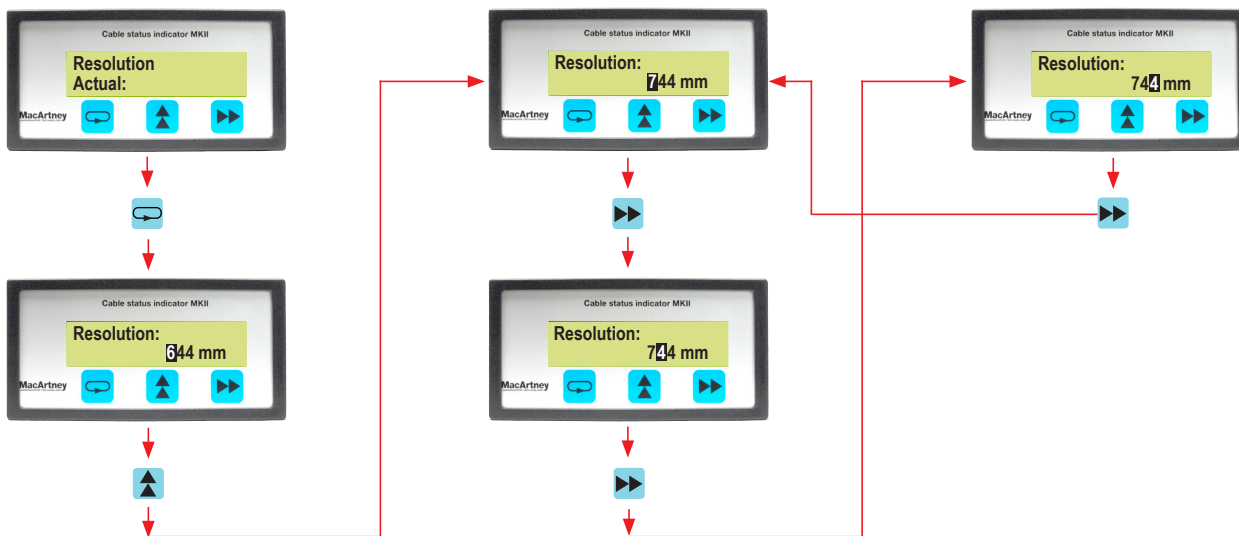 Cable status indicator MKII
Resolution
Actual:
MacArtney
Cable status indicator MKII
Resolution:
644 mm
MacArtney
Cable status indicator MKII
Resolution:
744 mm
MacArtney
Cable status indicator MKII
Resolution:
744 mm
MacArtney
Cable status indicator MKII
Resolution:
744 mm
MacArtney